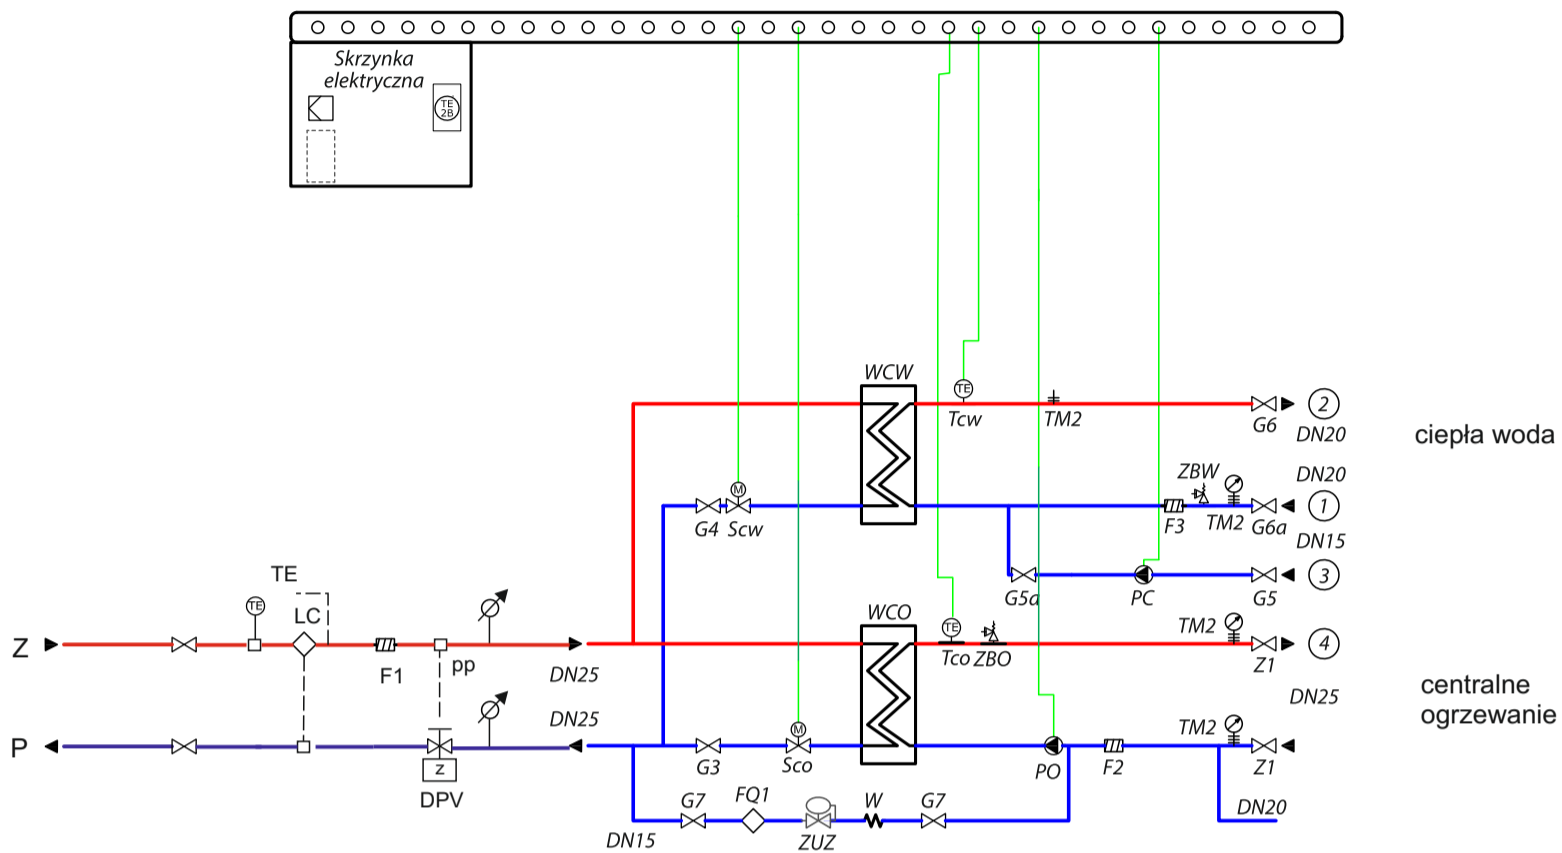 Skrzynka
elektryczna
TE
2B
WCW
TE
Tcw
TM2
G6
2
DN20
ciepła woda
DN20
ZBW
M
G4
Scw
F3
TM2
G6a
1
DN15
G5a
PC
G5
3
TE
TE
LC
WCO
TE
Tco
ZBO
TM2
Z1
4
Z
F1
pp
DN25
DN25
centralne
ogrzewanie
DN25
P
M
G3
Sco
PO
F2
TM2
Z1
z
DPV
G7
FQ1
W
G7
DN20
DN15
ZUZ